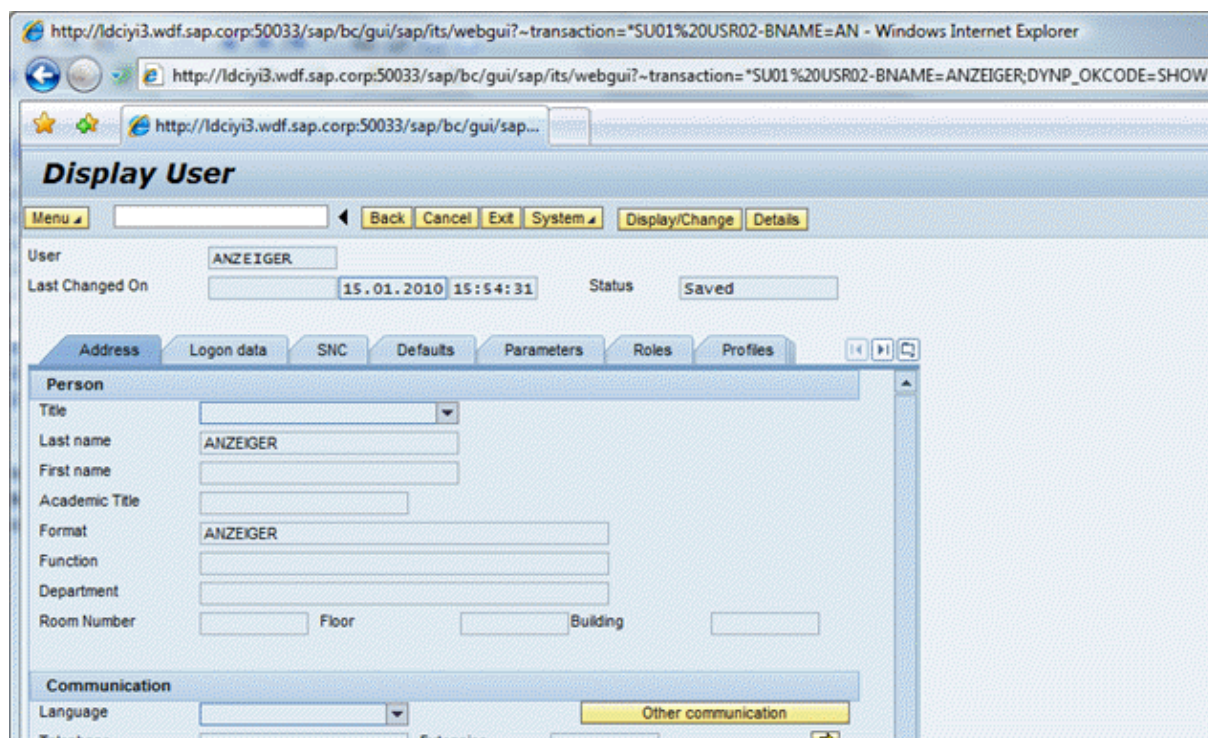 http://ldciyi3.wdf.sap.corp:50033/sap/bc/gui/sap/its/webgui?~transaction=*SU01%20USR02-BNAME=AN - Windows Internet Explorer
http://ldciyi3.wdf.sap.corp:50033/sap/bc/gui/sap/its/webgui?~transaction=*SU01%20USR02-BNAME=ANZEIGER;DYNP_OKCODE=SHOW
http://ldciyi3.wdf.sap.corp:50033/sap/bc/gui/sap...
Display User
Menu Back Cancel Exit System Display/Change Details
User ANZEIGER
Last Changed On 15.01.2010 15:54:31 Status Saved
Address Logon data SNC Defaults Parameters Roles Profiles
Person
Title
Last name ANZEIGER
First name
Academic Title
Format ANZEIGER
Function
Department
Room Number Floor Building
Communication
Language Other communication